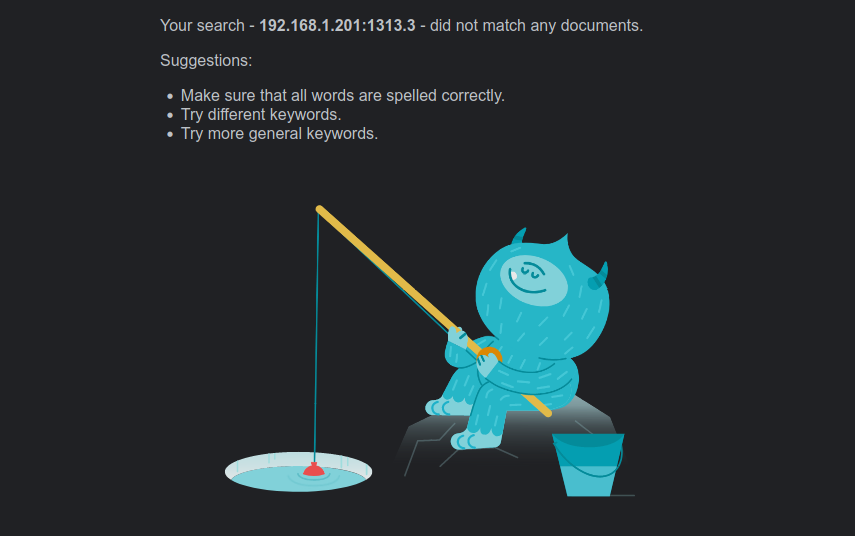 Your search - 192.168.1.201:1313.3 - did not match any documents.
Suggestions:
Make sure that all words are spelled correctly.
Try different keywords.
Try more general keywords.